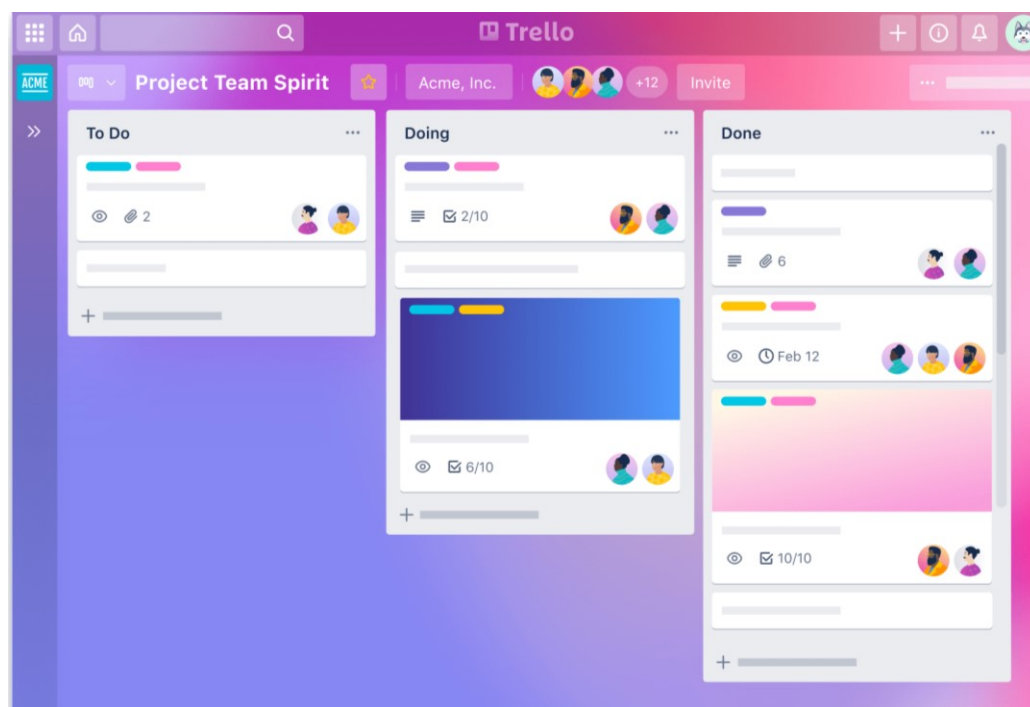 Trello
ACME
Project Team Spirit
Acme, Inc.
+12
Invite
To Do
2
Doing
2/10
6/10
Done
6
Feb 12
10/10